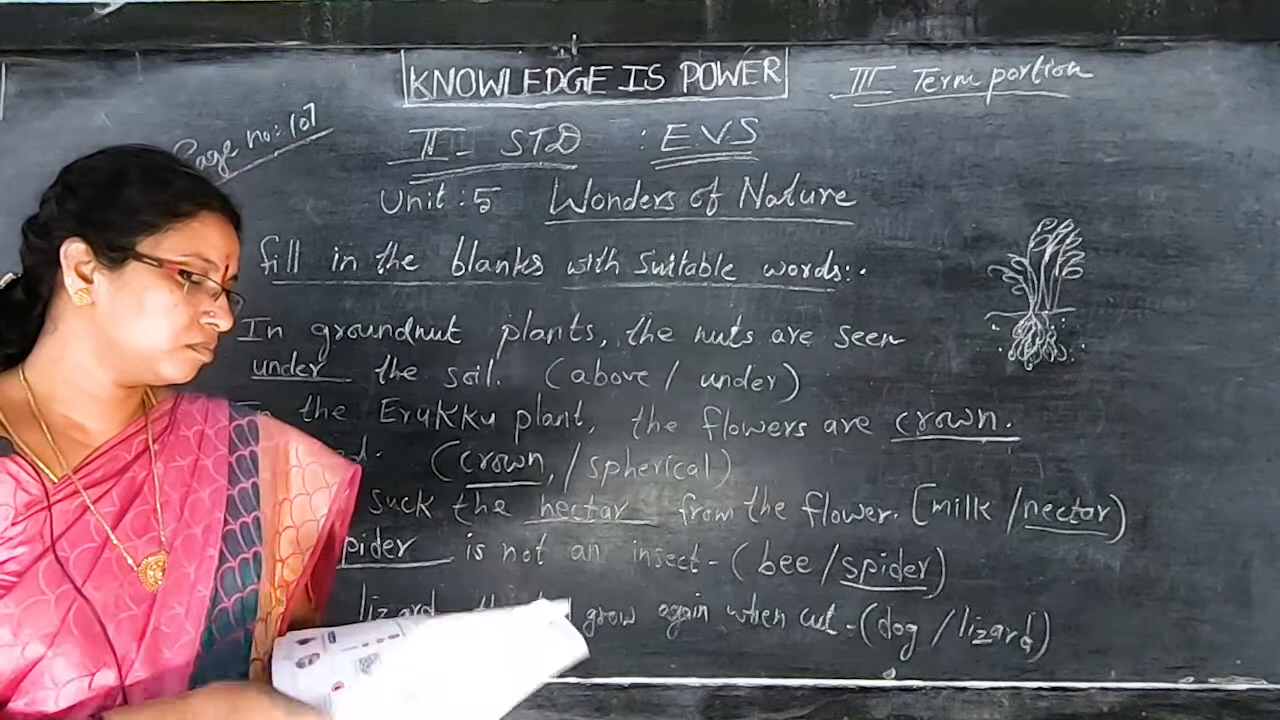 KNOWLEDGE IS POWER
III Term portion
Page no: 107
II - STD : EVS
Unit : 5 Wonders of Nature
fill in the blanks with suitable words:-
In groundnut plants, the nuts are seen
under the soil. (above / under)
the Erukku plant, the flowers are crown.
(crown, / spherical)
suck the nectar from the flower. [milk / nectar)
pider is not an insect - (bee / spider)
lizard grow again when cut - (dog / lizard)